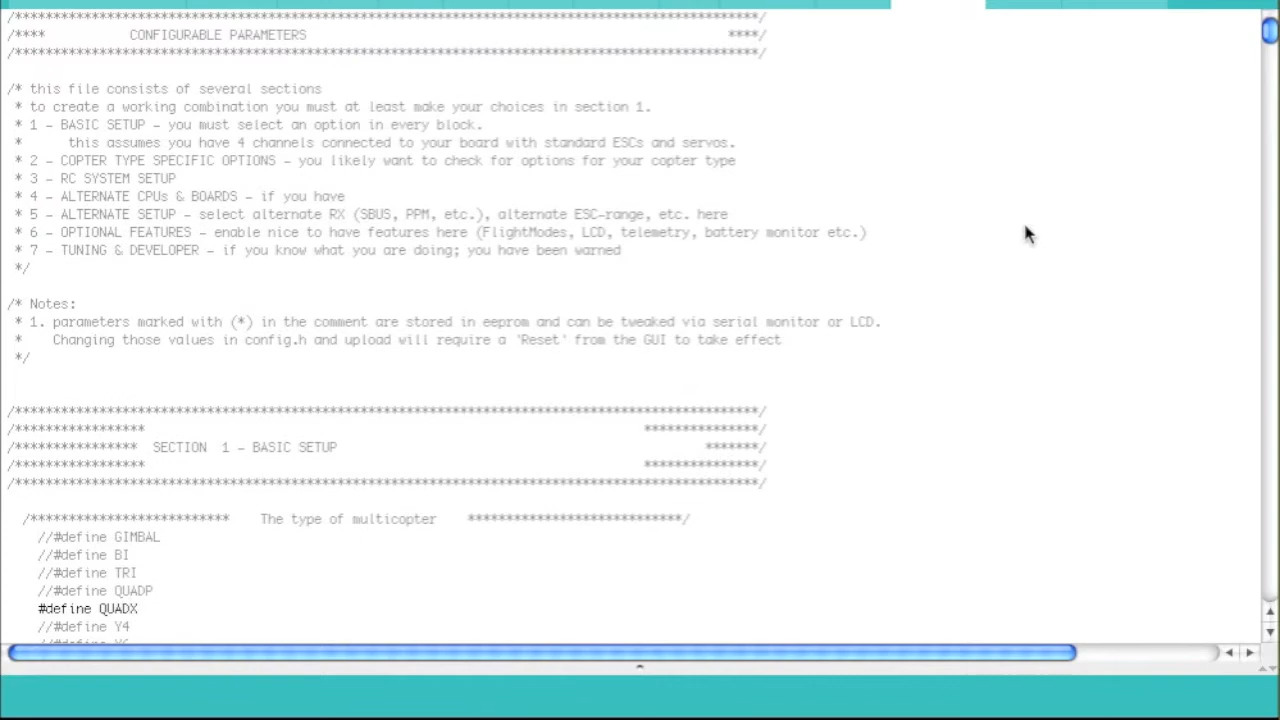 /*************************************************************************************************/
/****           CONFIGURABLE PARAMETERS                                                       ****/
/*************************************************************************************************/
/* this file consists of several sections
 * to create a working combination you must at least make your choices in section 1.
 * 1 - BASIC SETUP - you must select an option in every block.
 *      this assumes you have 4 channels connected to your board with standard ESCs and servos.
 * 2 - COPTER TYPE SPECIFIC OPTIONS - you likely want to check for options for your copter type
 * 3 - RC SYSTEM SETUP
 * 4 - ALTERNATE CPUs & BOARDS - if you have
 * 5 - ALTERNATE SETUP - select alternate RX (SBUS, PPM, etc.), alternate ESC-range, etc. here
 * 6 - OPTIONAL FEATURES - enable nice to have features here (FlightModes, LCD, telemetry, battery monitor etc.)
 * 7 - TUNING & DEVELOPER - if you know what you are doing; you have been warned
 */
/* Notes:
 * 1. parameters marked with (*) in the comment are stored in eeprom and can be tweaked via serial monitor or LCD.
 *    Changing those values in config.h and upload will require a 'Reset' from the GUI to take effect
 */
/*************************************************************************************************/
/*****************                                                                 ***************/
/****************  SECTION  1 - BASIC SETUP                                                *******/
/*****************                                                                 ***************/
/*************************************************************************************************/
  /**************************    The type of multicopter    ****************************/
    //#define GIMBAL
    //#define BI
    //#define TRI
    //#define QUADP
    #define QUADX
    //#define Y4